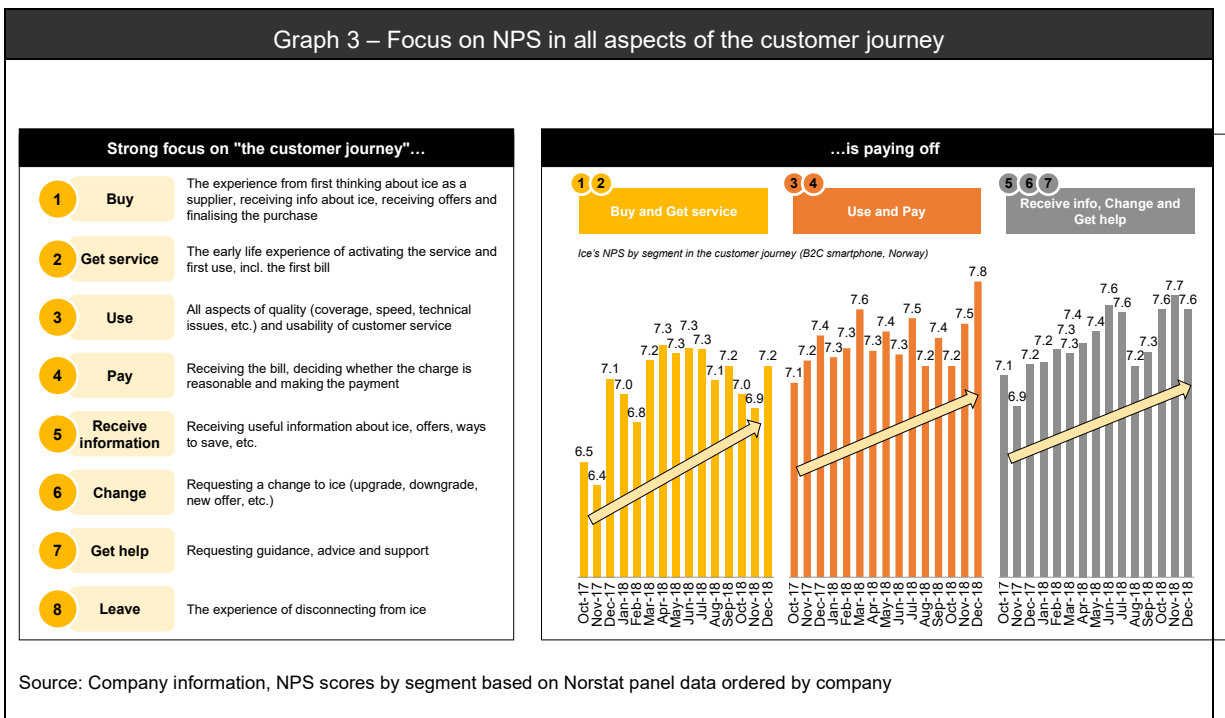 Graph 3 – Focus on NPS in all aspects of the customer journey
Strong focus on "the customer journey"…
1
Buy
The experience from first thinking about ice as a
supplier, receiving info about ice, receiving offers and
finalising the purchase
2
Get service
The early life experience of activating the service and
first use, incl. the first bill
3
Use
All aspects of quality (coverage, speed, technical
issues, etc.) and usability of customer service
4
Pay
Receiving the bill, deciding whether the charge is
reasonable and making the payment
5
Receive
information
Receiving useful information about ice, offers, ways
to save, etc.
6
Change
Requesting a change to ice (upgrade, downgrade,
new offer, etc.)
7
Get help
Requesting guidance, advice and support
8
Leave
The experience of disconnecting from ice
…is paying off
1 2
Buy and Get service
3 4
Use and Pay
5 6 7
Receive info, Change and
Get help
Ice's NPS by segment in the customer journey (B2C smartphone, Norway)
6.5
6.4
7.1
7.0
6.8
7.2
7.3
7.3
7.3
7.3
7.1
7.2
7.0
6.9
7.2
Oct-17
Nov-17
Dec-17
Jan-18
Feb-18
Mar-18
Apr-18
May-18
Jun-18
Jul-18
Aug-18
Sep-18
Oct-18
Nov-18
Dec-18
7.1
7.2
7.4
7.3
7.3
7.6
7.3
7.4
7.3
7.5
7.2
7.4
7.2
7.5
7.8
Oct-17
Nov-17
Dec-17
Jan-18
Feb-18
Mar-18
Apr-18
May-18
Jun-18
Jul-18
Aug-18
Sep-18
Oct-18
Nov-18
Dec-18
7.1
6.9
7.2
7.2
7.3
7.3
7.4
7.4
7.6
7.6
7.2
7.3
7.6
7.7
7.6
Oct-17
Nov-17
Dec-17
Jan-18
Feb-18
Mar-18
Apr-18
May-18
Jun-18
Jul-18
Aug-18
Sep-18
Oct-18
Nov-18
Dec-18
Source: Company information, NPS scores by segment based on Norstat panel data ordered by company